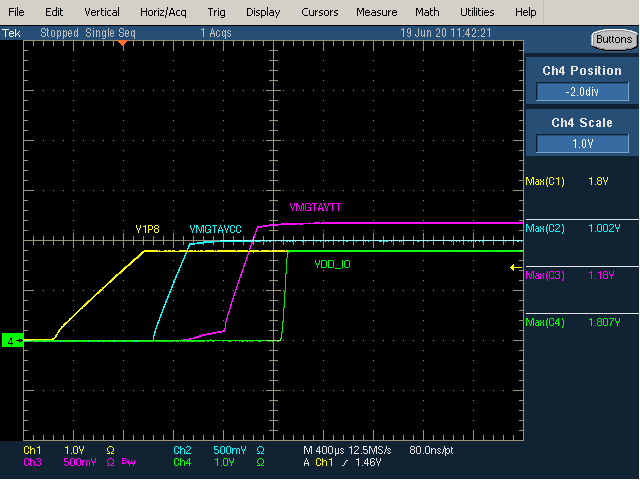 File Edit Vertical Horiz/Acq Trig Display Cursors Measure Math Utilities Help
Tek Stopped Single Seq 1 Acqs 19 Jun 20 11:42:21 Buttons
Ch4 Position
-2.0div
Ch4 Scale
1.0V
Max(C1) 1.8V
VMGTAVTT
V1P8 VMGTAVCC
Max(C2) 1.002V
VDD_IO
Max(C3) 1.18V
Max(C4) 1.807V
4
Ch1 1.0V Ω Ch2 500mV Ω M 400µs 12.5MS/s 80.0ns/pt
Ch3 500mV Ω Bw Ch4 1.0V Ω A Ch1 1.46V